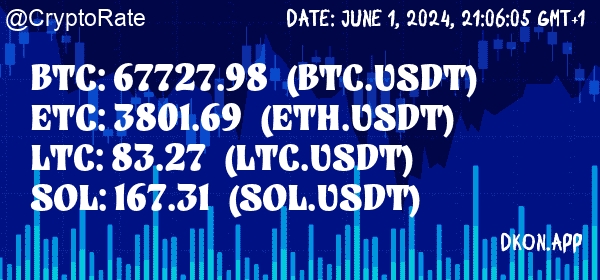 @CryptoRate
DATE: JUNE 1, 2024, 21:06:05 GMT+1
BTC: 67727.98 (BTC.USDT)
ETC: 3801.69 (ETH.USDT)
LTC: 83.27 (LTC.USDT)
SOL: 167.31 (SOL.USDT)
DKON.APP